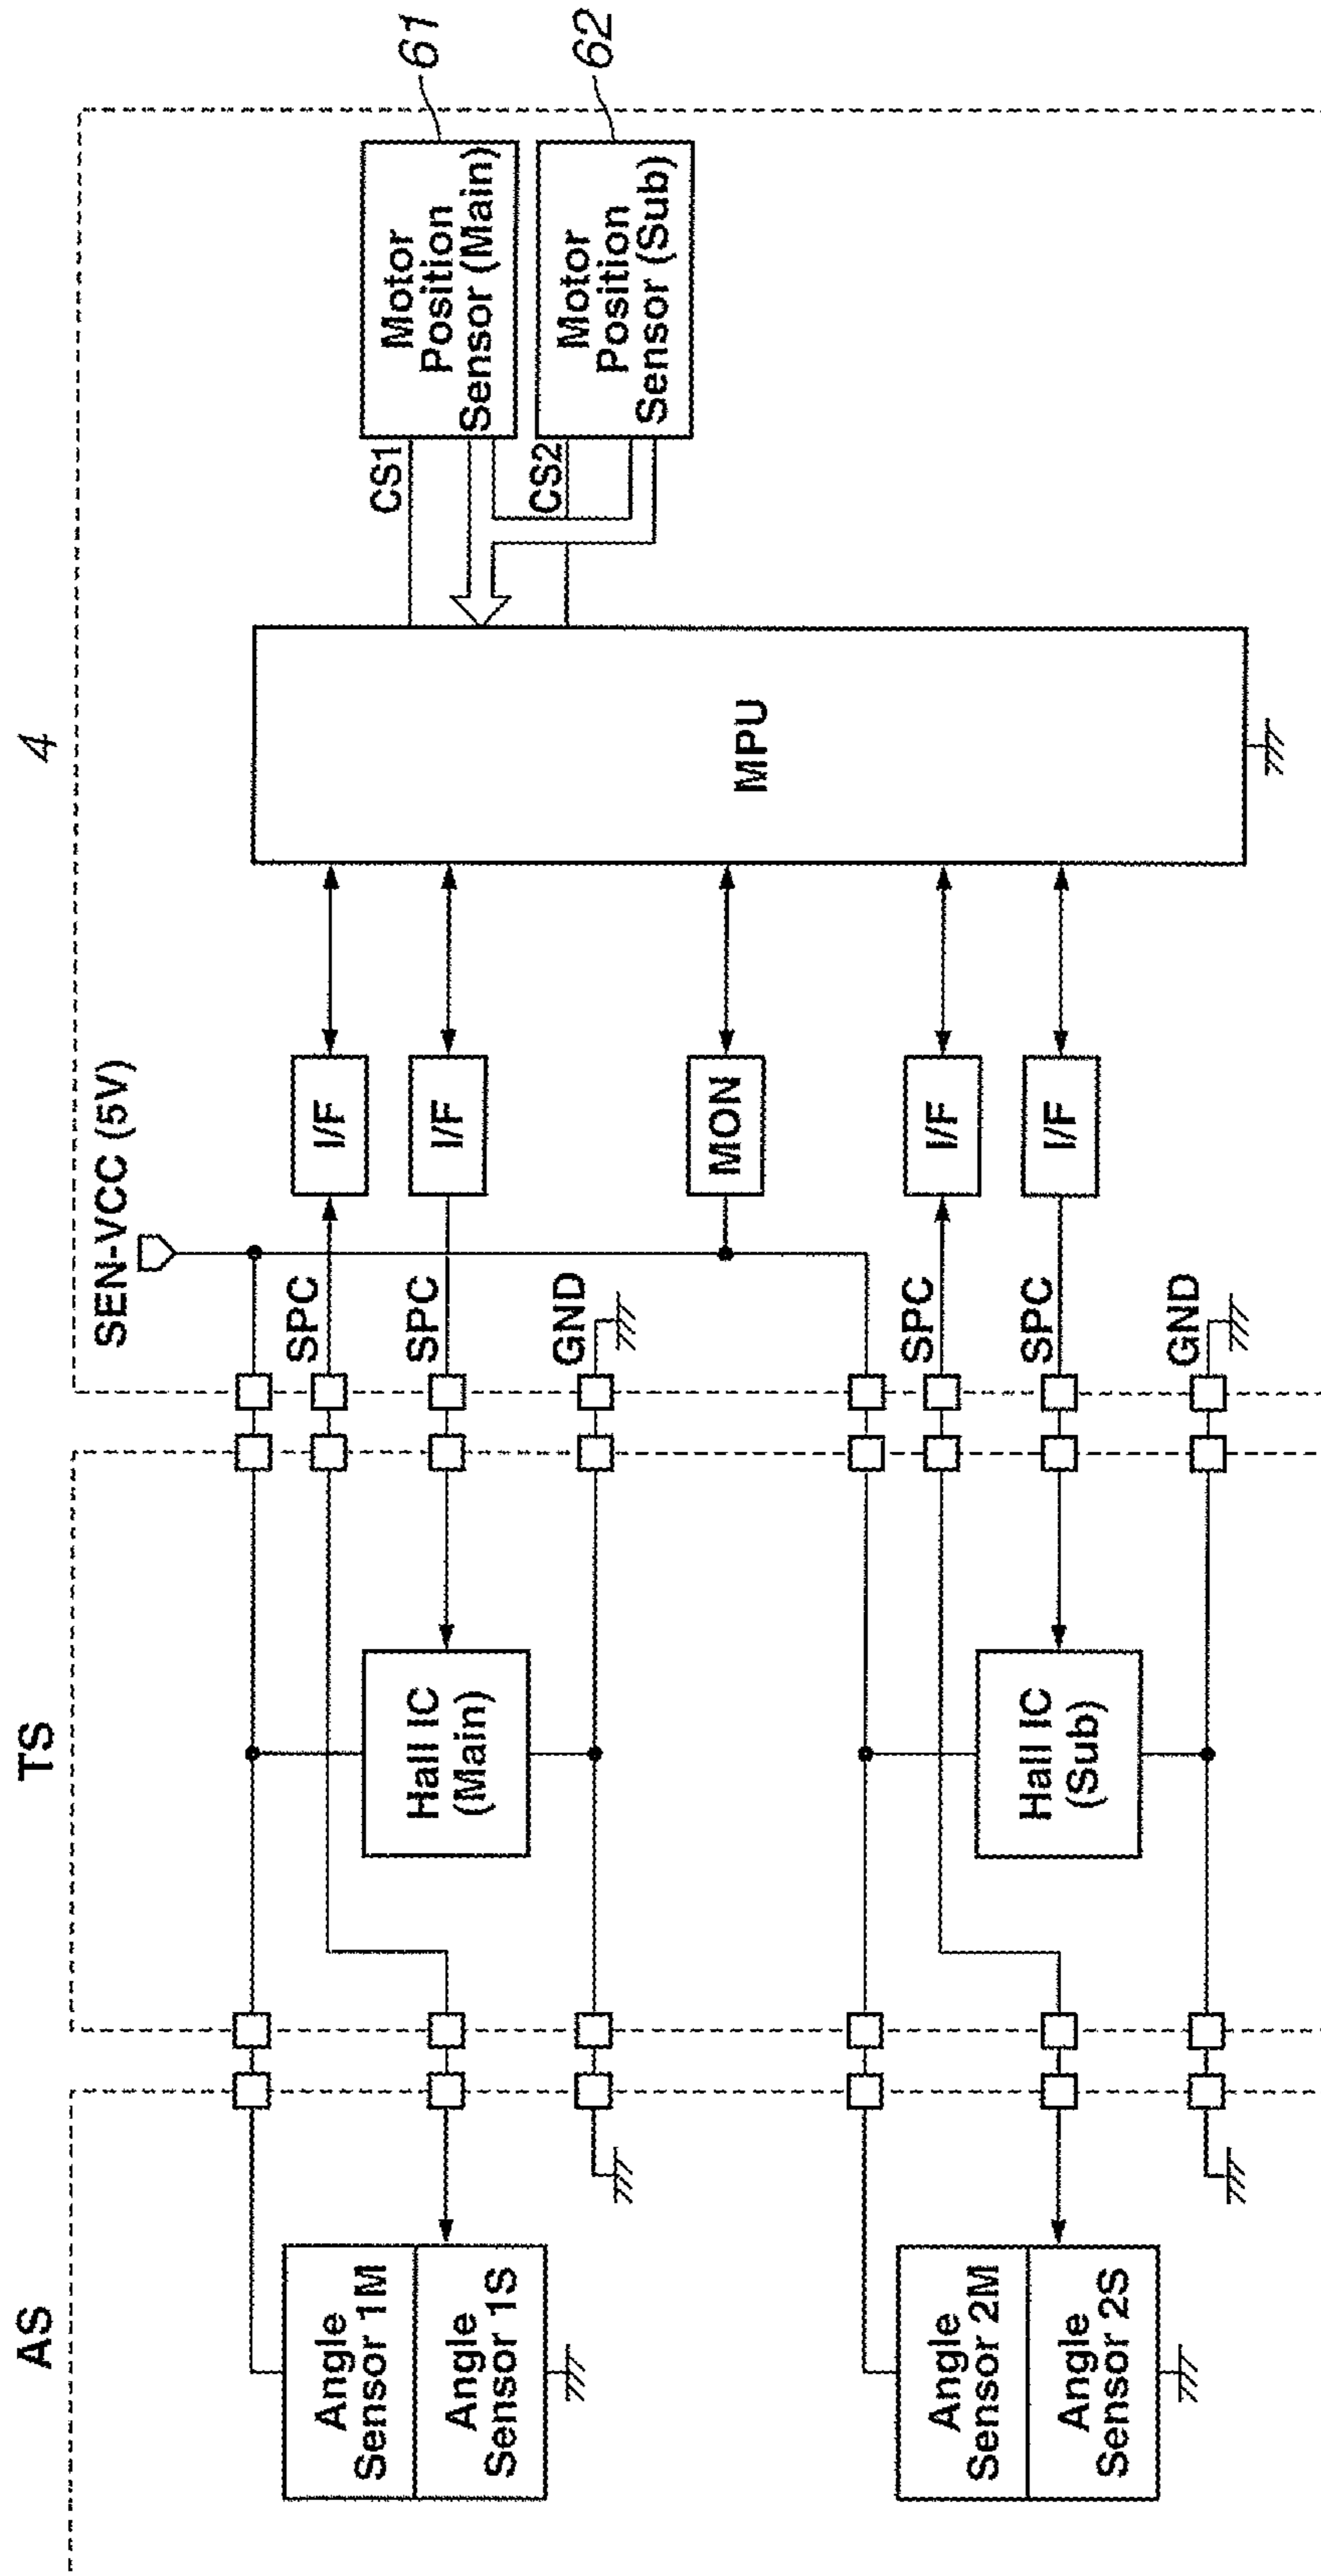 AS
TS
4
SEN-VCC (5V)
Angle
Sensor 1M
Angle
Sensor 1S
Hall IC
(Main)
SPC
SPC
GND
I/F
I/F
MON
MPU
CS1
Motor
Position
Sensor (Main)
61
CS2
Motor
Position
Sensor (Sub)
62
Angle
Sensor 2M
Angle
Sensor 2S
Hall IC
(Sub)
SPC
SPC
GND
I/F
I/F